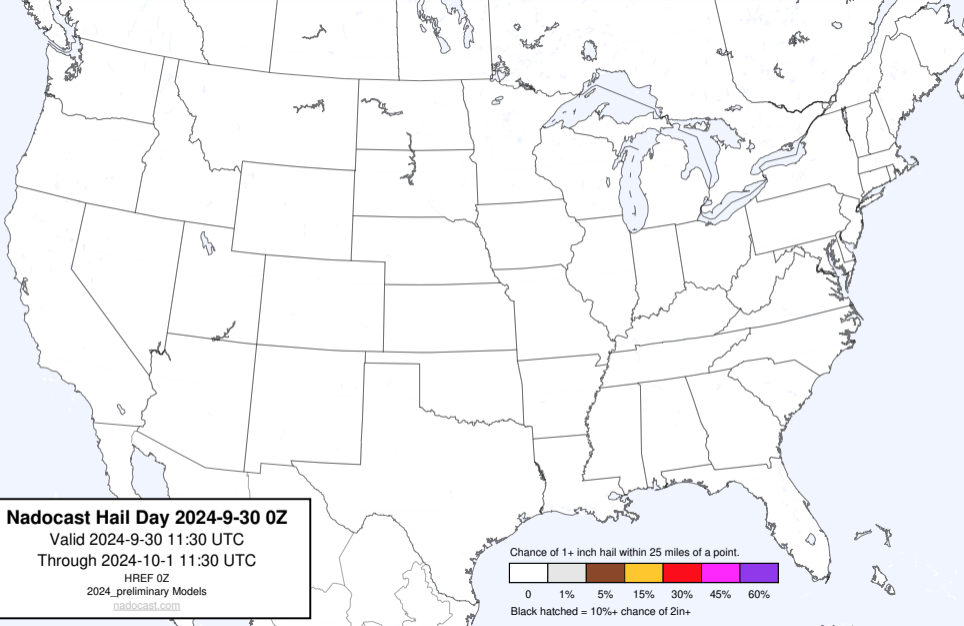 Nadocast Hail Day 2024-9-30 0Z
Valid 2024-9-30 11:30 UTC
Through 2024-10-1 11:30 UTC
HREF 0Z
2024_preliminary Models
nadocast.com
Chance of 1+ inch hail within 25 miles of a point.
0 1% 5% 15% 30% 45% 60%
Black hatched = 10%+ chance of 2in+